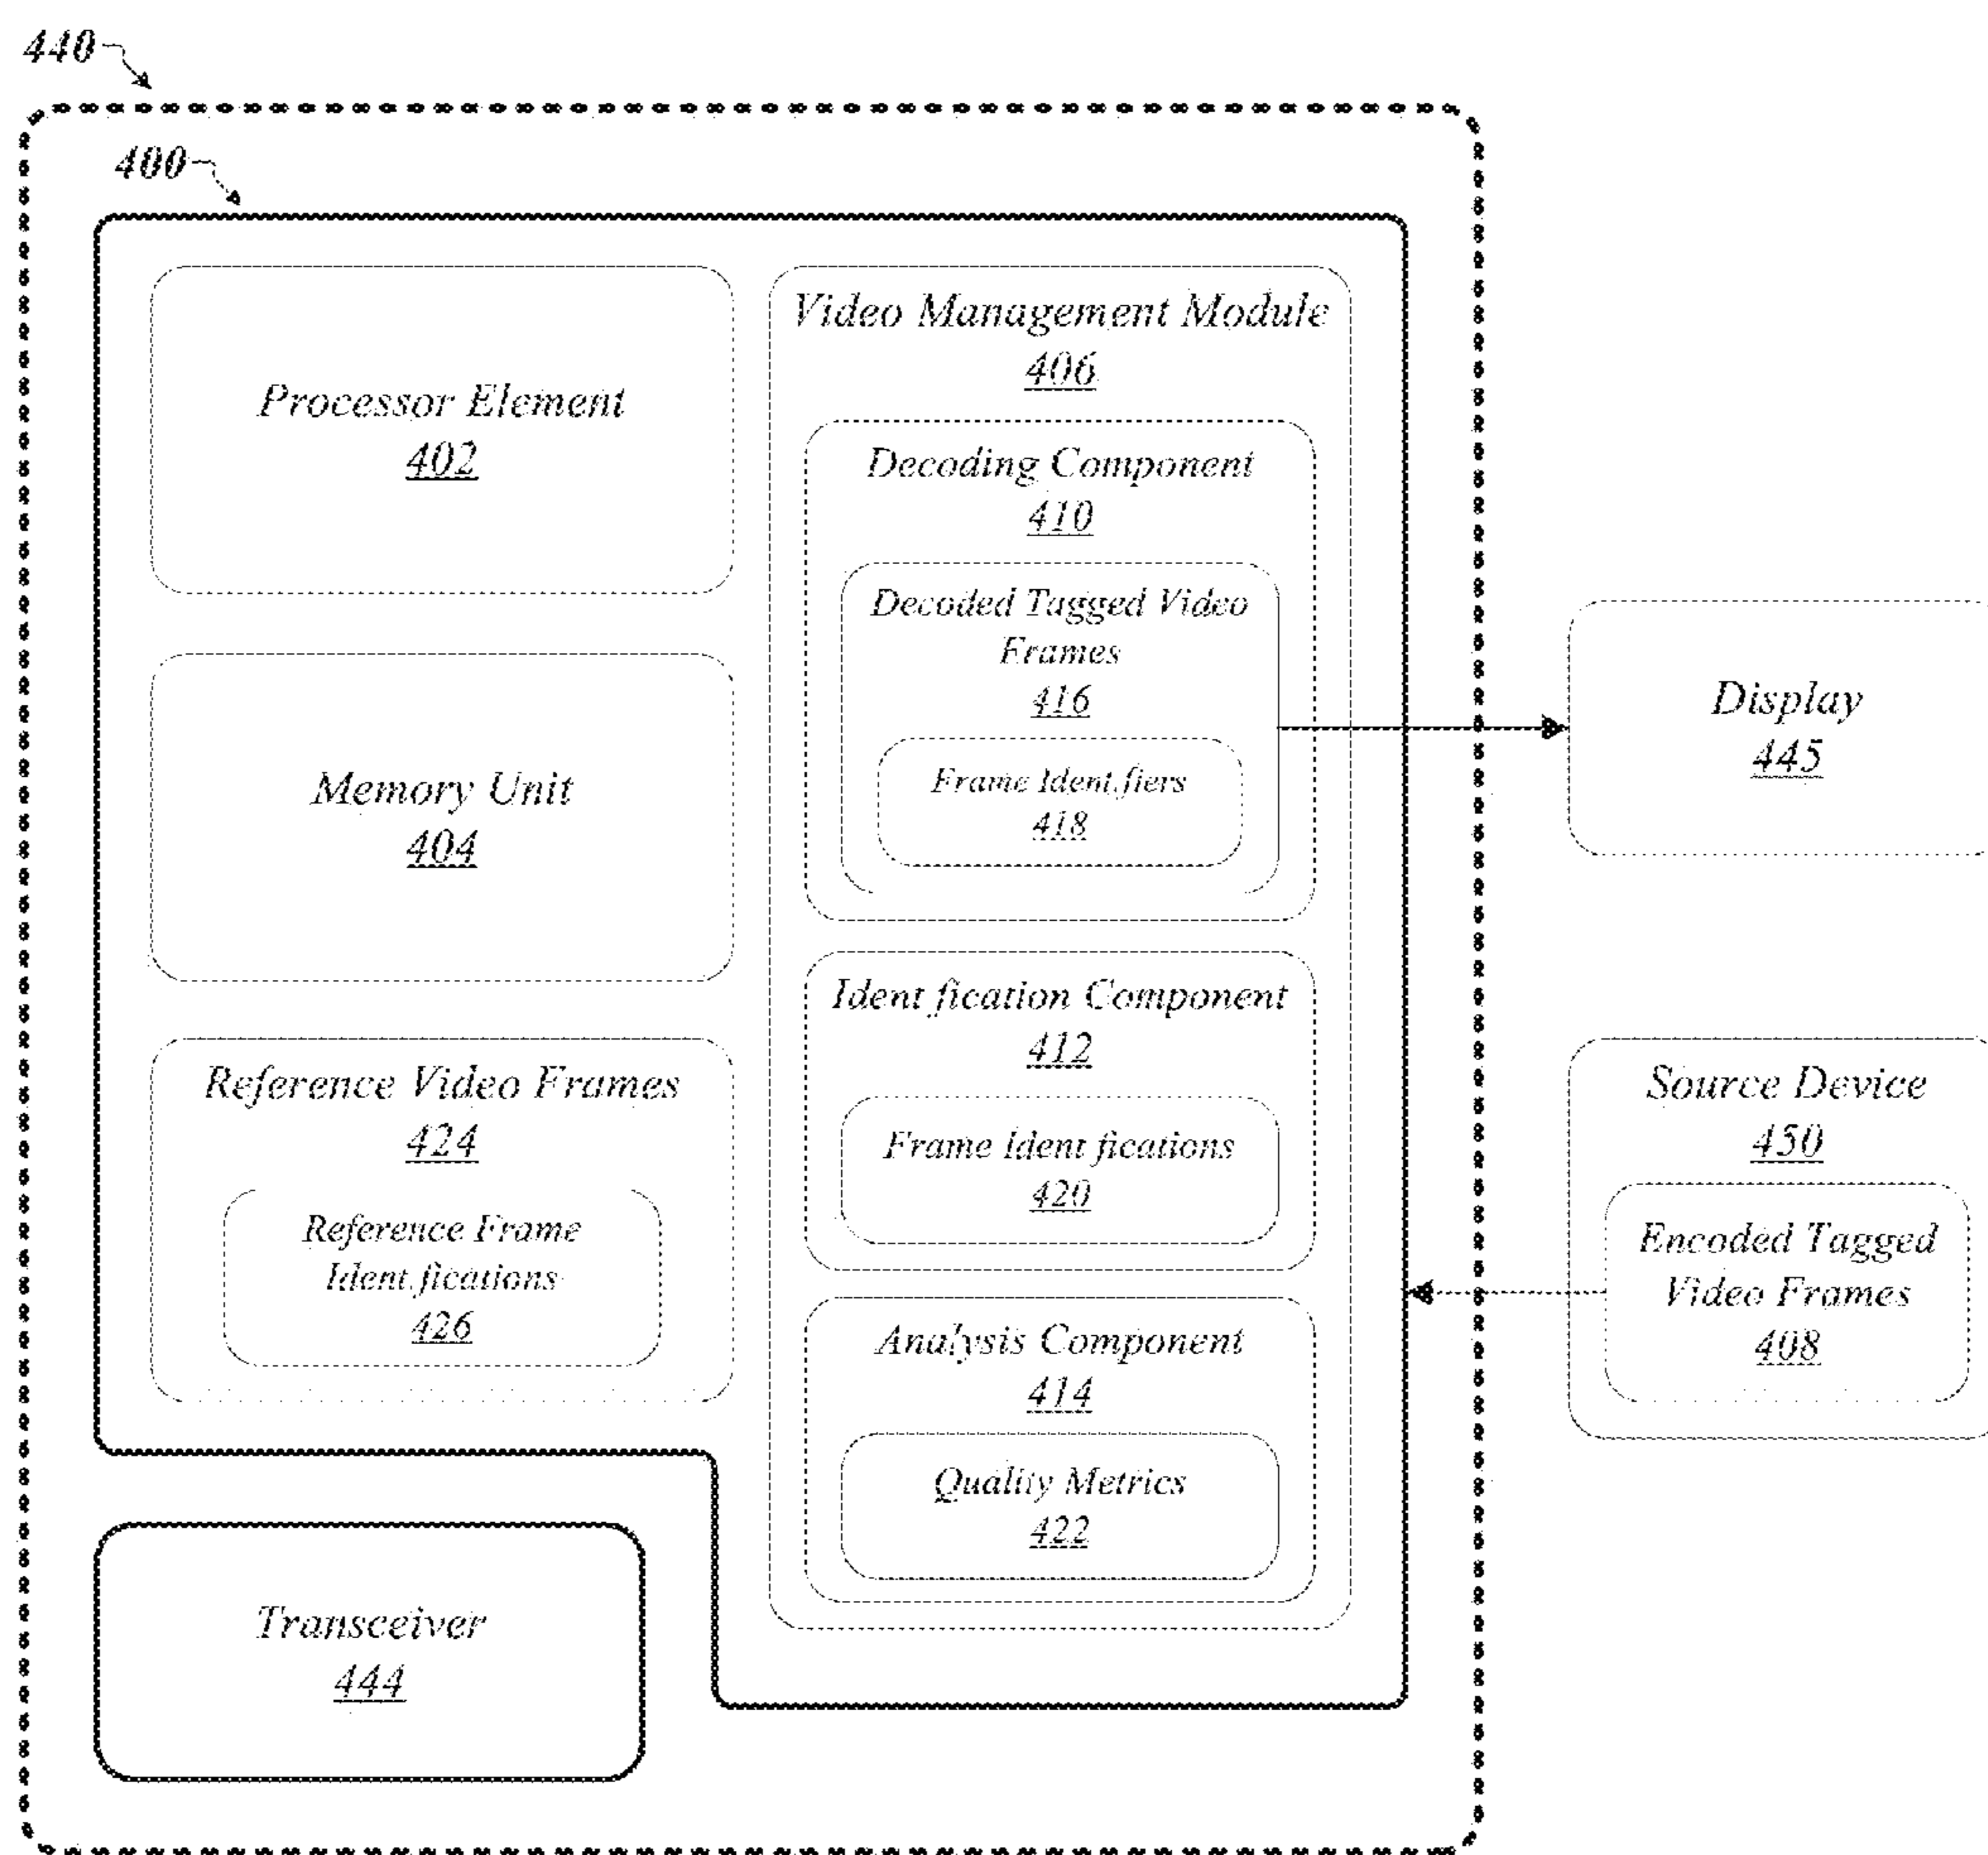 440
400
Processor Element
402
Memory Unit
404
Reference Video Frames
424
Reference Frame
Identifications
426
Transceiver
444
Video Management Module
406
Decoding Component
410
Decoded Tagged Video
Frames
416
Frame Identifiers
418
Identification Component
412
Frame Identifications
420
Analysis Component
414
Quality Metrics
422
Display
445
Source Device
450
Encoded Tagged
Video Frames
408